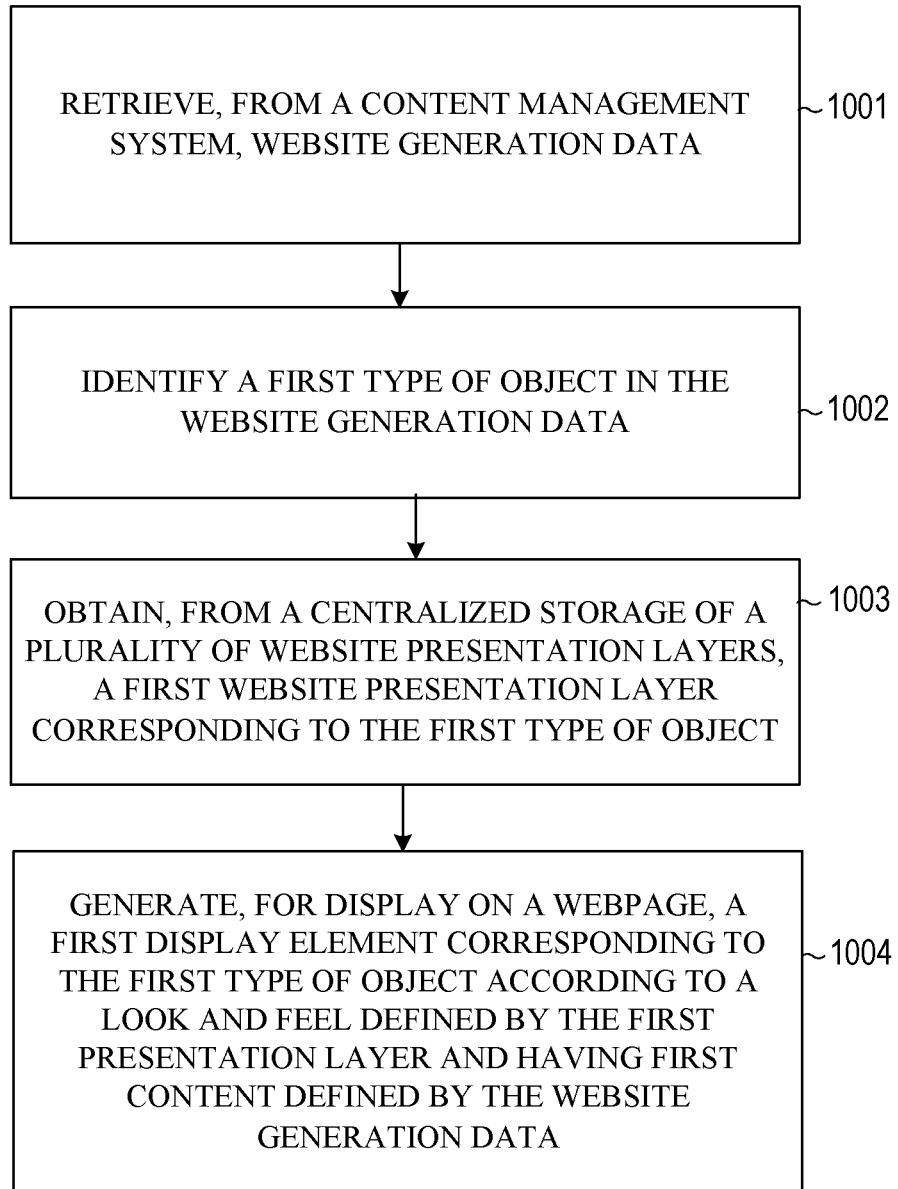 RETRIEVE, FROM A CONTENT MANAGEMENT
SYSTEM, WEBSITE GENERATION DATA
1001
IDENTIFY A FIRST TYPE OF OBJECT IN THE
WEBSITE GENERATION DATA
1002
OBTAIN, FROM A CENTRALIZED STORAGE OF A
PLURALITY OF WEBSITE PRESENTATION LAYERS,
A FIRST WEBSITE PRESENTATION LAYER
CORRESPONDING TO THE FIRST TYPE OF OBJECT
1003
GENERATE, FOR DISPLAY ON A WEBPAGE, A
FIRST DISPLAY ELEMENT CORRESPONDING TO
THE FIRST TYPE OF OBJECT ACCORDING TO A
LOOK AND FEEL DEFINED BY THE FIRST
PRESENTATION LAYER AND HAVING FIRST
CONTENT DEFINED BY THE WEBSITE
GENERATION DATA
1004